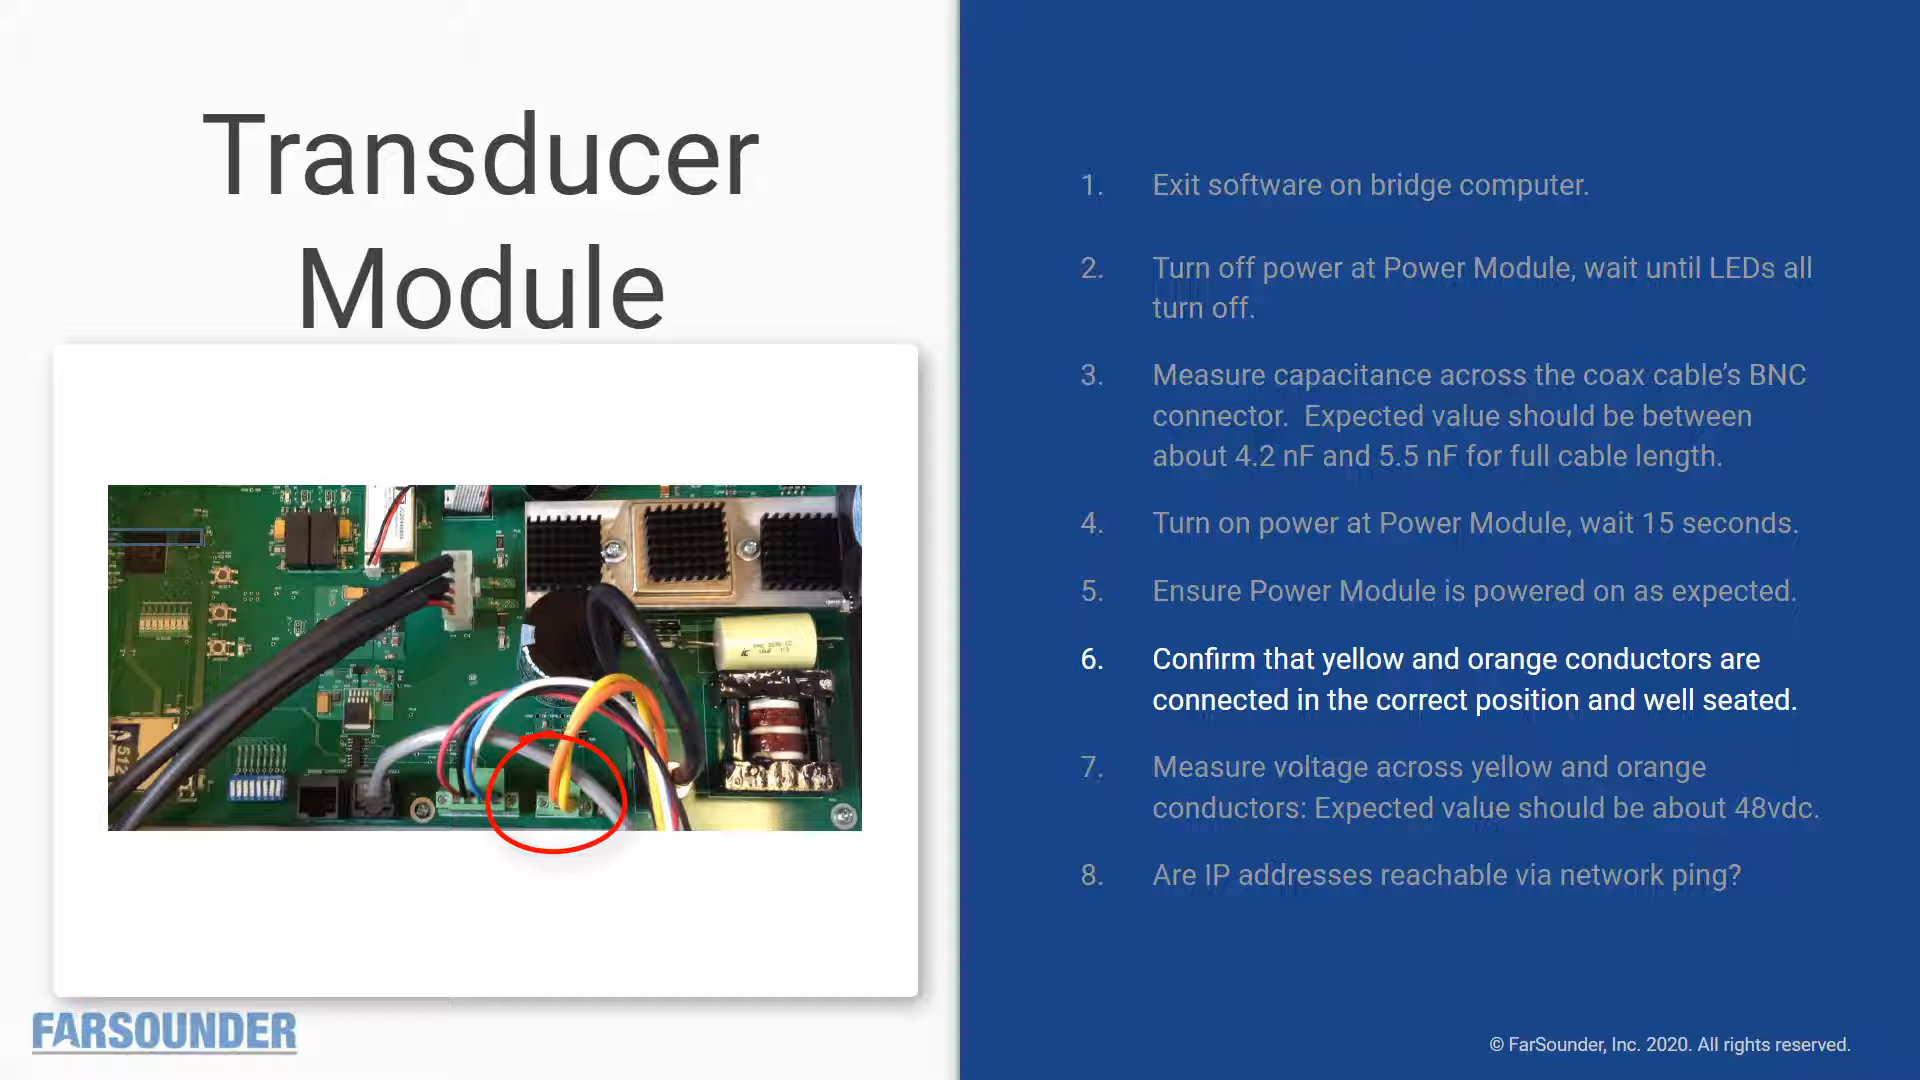 Transducer
Module
1. Exit software on bridge computer.
2. Turn off power at Power Module, wait until LEDs all
turn off.
3. Measure capacitance across the coax cable’s BNC
connector. Expected value should be between
about 4.2 nF and 5.5 nF for full cable length.
4. Turn on power at Power Module, wait 15 seconds.
5. Ensure Power Module is powered on as expected.
6. Confirm that yellow and orange conductors are
connected in the correct position and well seated.
7. Measure voltage across yellow and orange
conductors: Expected value should be about 48vdc.
8. Are IP addresses reachable via network ping?
512
FARSOUNDER
© FarSounder, Inc. 2020. All rights reserved.